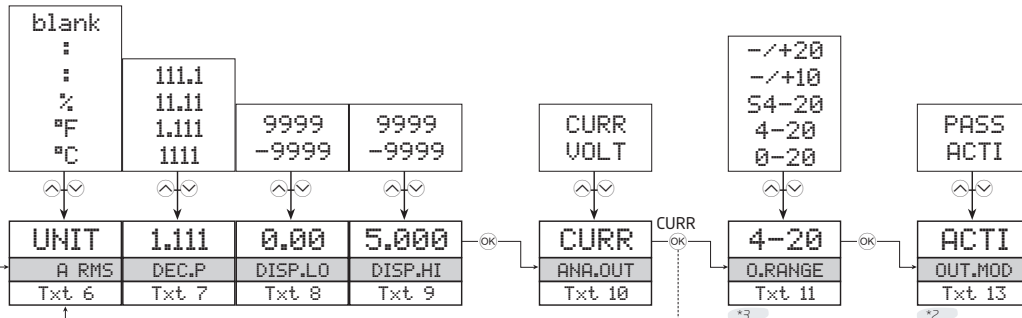 blank
:
:
%
°F
°C
111.1
11.11
1.111
1111
9999
-9999
9999
-9999
CURR
VOLT
-/+20
-/+10
S4-20
4-20
0-20
PASS
ACTI
UNIT
A RMS
Txt 6
1.111
DEC.P
Txt 7
0.00
DISP.LO
Txt 8
5.000
DISP.HI
Txt 9
OK
CURR
ANA.OUT
Txt 10
CURR
OK
4-20
O.RANGE
Txt 11
*3
OK
ACTI
OUT.MOD
Txt 13
*2